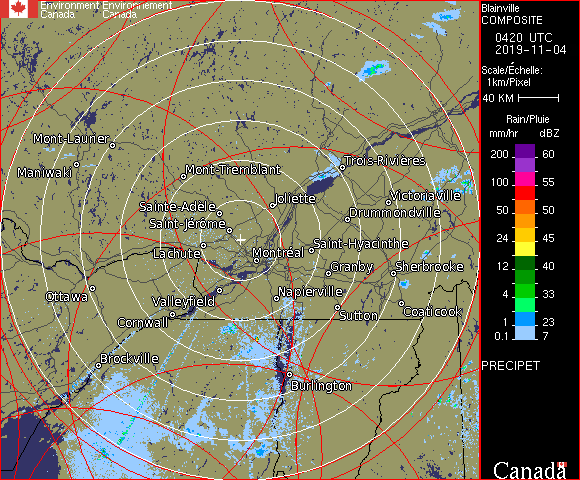 Environment Environnement
Canada Canada
Blainville
COMPOSITE
0420 UTC
2019-11-04
Scale/Échelle:
1km/Pixel
40 KM
Rain/Pluie
mm/hr dBZ
200 60
150 57
100 55
50 50
24 45
12 40
4 33
1 23
0.1 7
PRECIPET
Mont-Laurier
Maniwaki
Mont-Tremblant
Trois-Rivières
Sainte-Adèle
Joliette
Victoriaville
Saint-Jérôme
Drummondville
Lachute
Montréal
Saint-Hyacinthe
Granby
Sherbrooke
Ottawa
Valleyfield
Napierville
Cornwall
Sutton
Coaticook
Brockville
Burlington
Canada